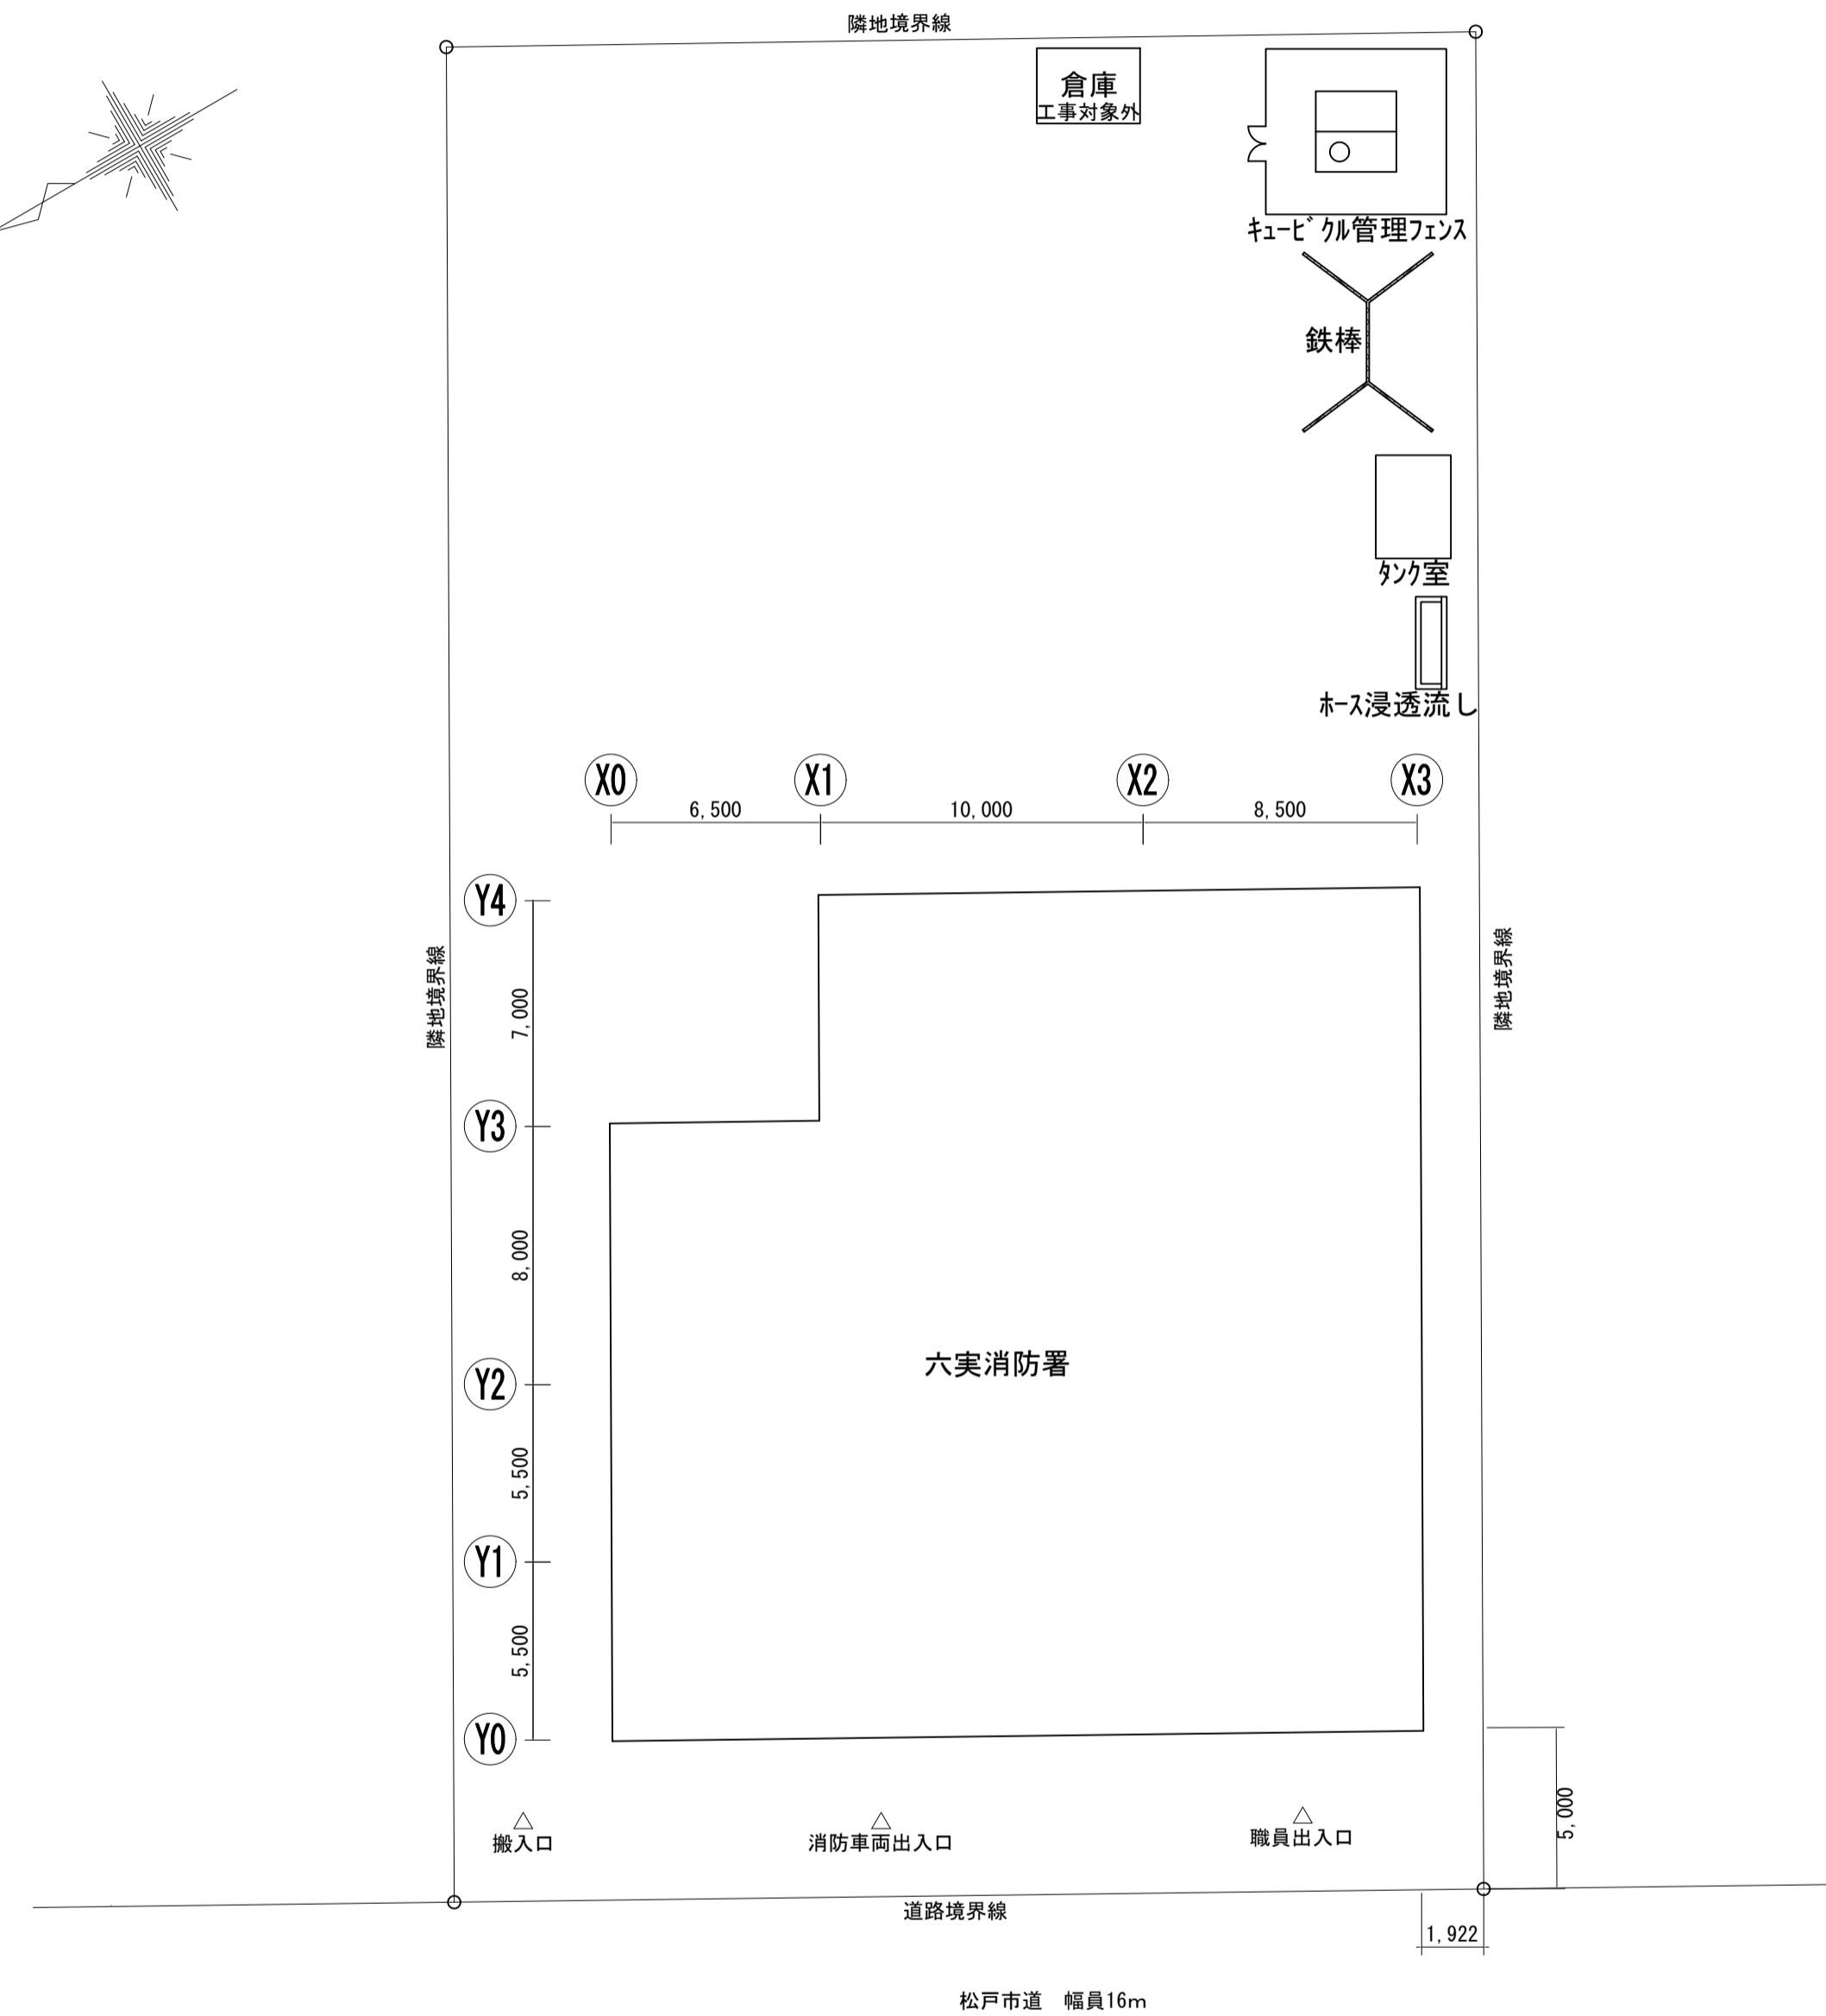 隣地境界線
倉庫
工事対象外
ｷｭｰﾋﾞｸﾙ管理ﾌｪﾝｽ
鉄棒
ﾀﾝｸ室
ﾎｰｽ浸透流し
X0
X1
X2
X3
6,500
10,000
8,500
Y4
7,000
隣地境界線
隣地境界線
Y3
8,000
六実消防署
Y2
5,500
Y1
5,500
Y0
5,000
搬入口
消防車両出入口
職員出入口
道路境界線
1,922
松戸市道　幅員16m